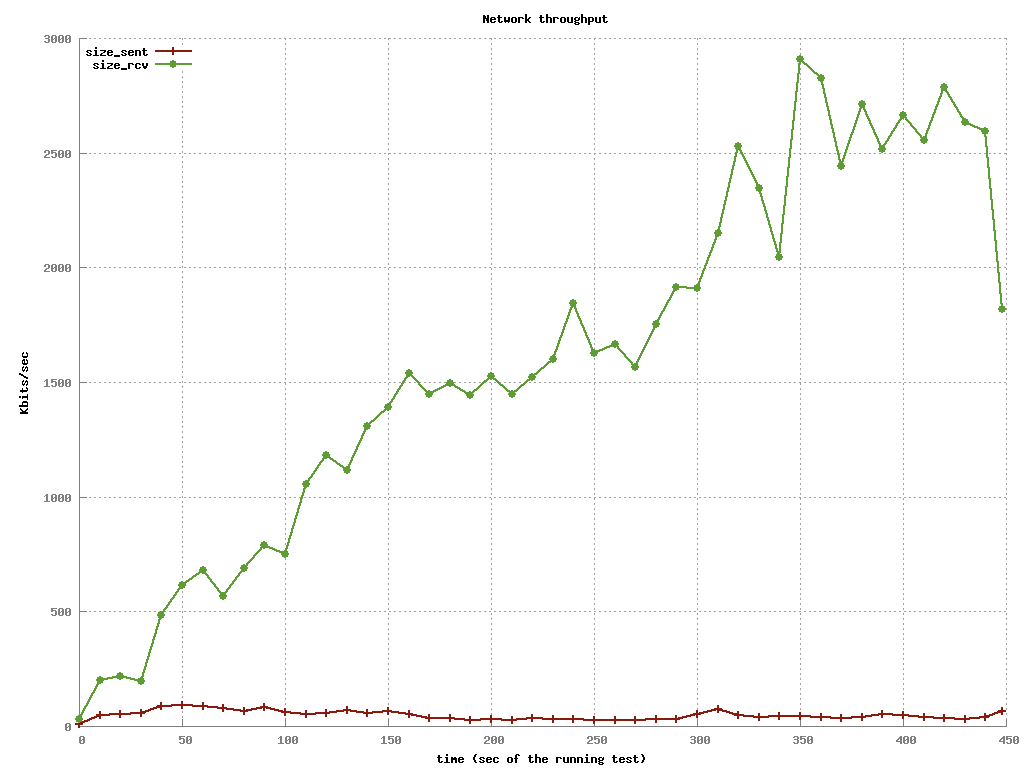 Network throughput
3000
size_sent
size_rcv
2500
2000
1500
Kbits/sec
1000
500
0
0 50 100 150 200 250 300 350 400 450
time (sec of the running test)